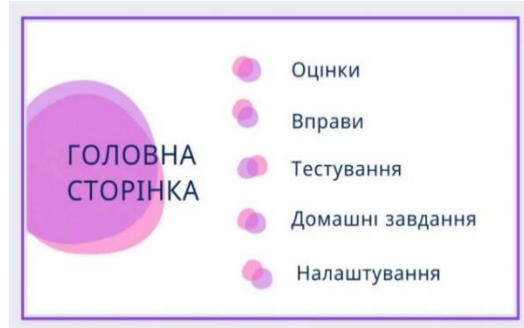 ГОЛОВНА
СТОРІНКА
Оцінки
Вправи
Тестування
Домашні завдання
Налаштування